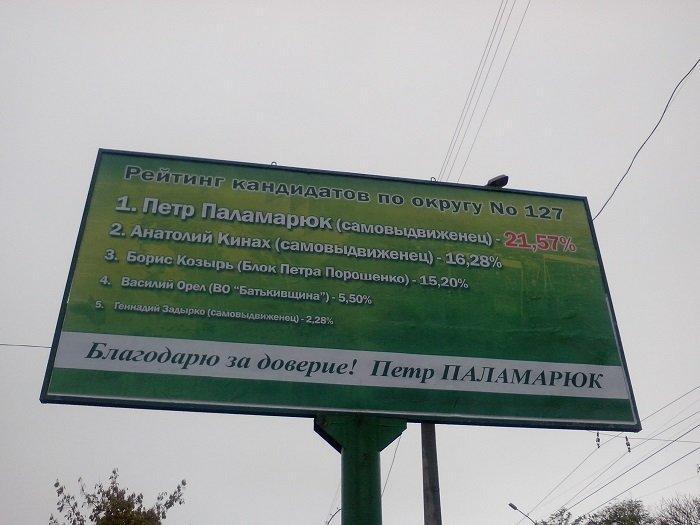 Рейтинг кандидатов по округу No 127
1. Петр Паламарюк (самовыдвиженец) - 21,57%
2. Анатолий Кинах (самовыдвиженец) - 16,28%
3. Борис Козырь (Блок Петра Порошенко) - 15,20%
4. Василий Орел (ВО "Батькивщина") - 5,50%
5. Геннадий Задырко (самовыдвиженец) - 2,28%
Благодарю за доверие! Петр ПАЛАМАРЮК